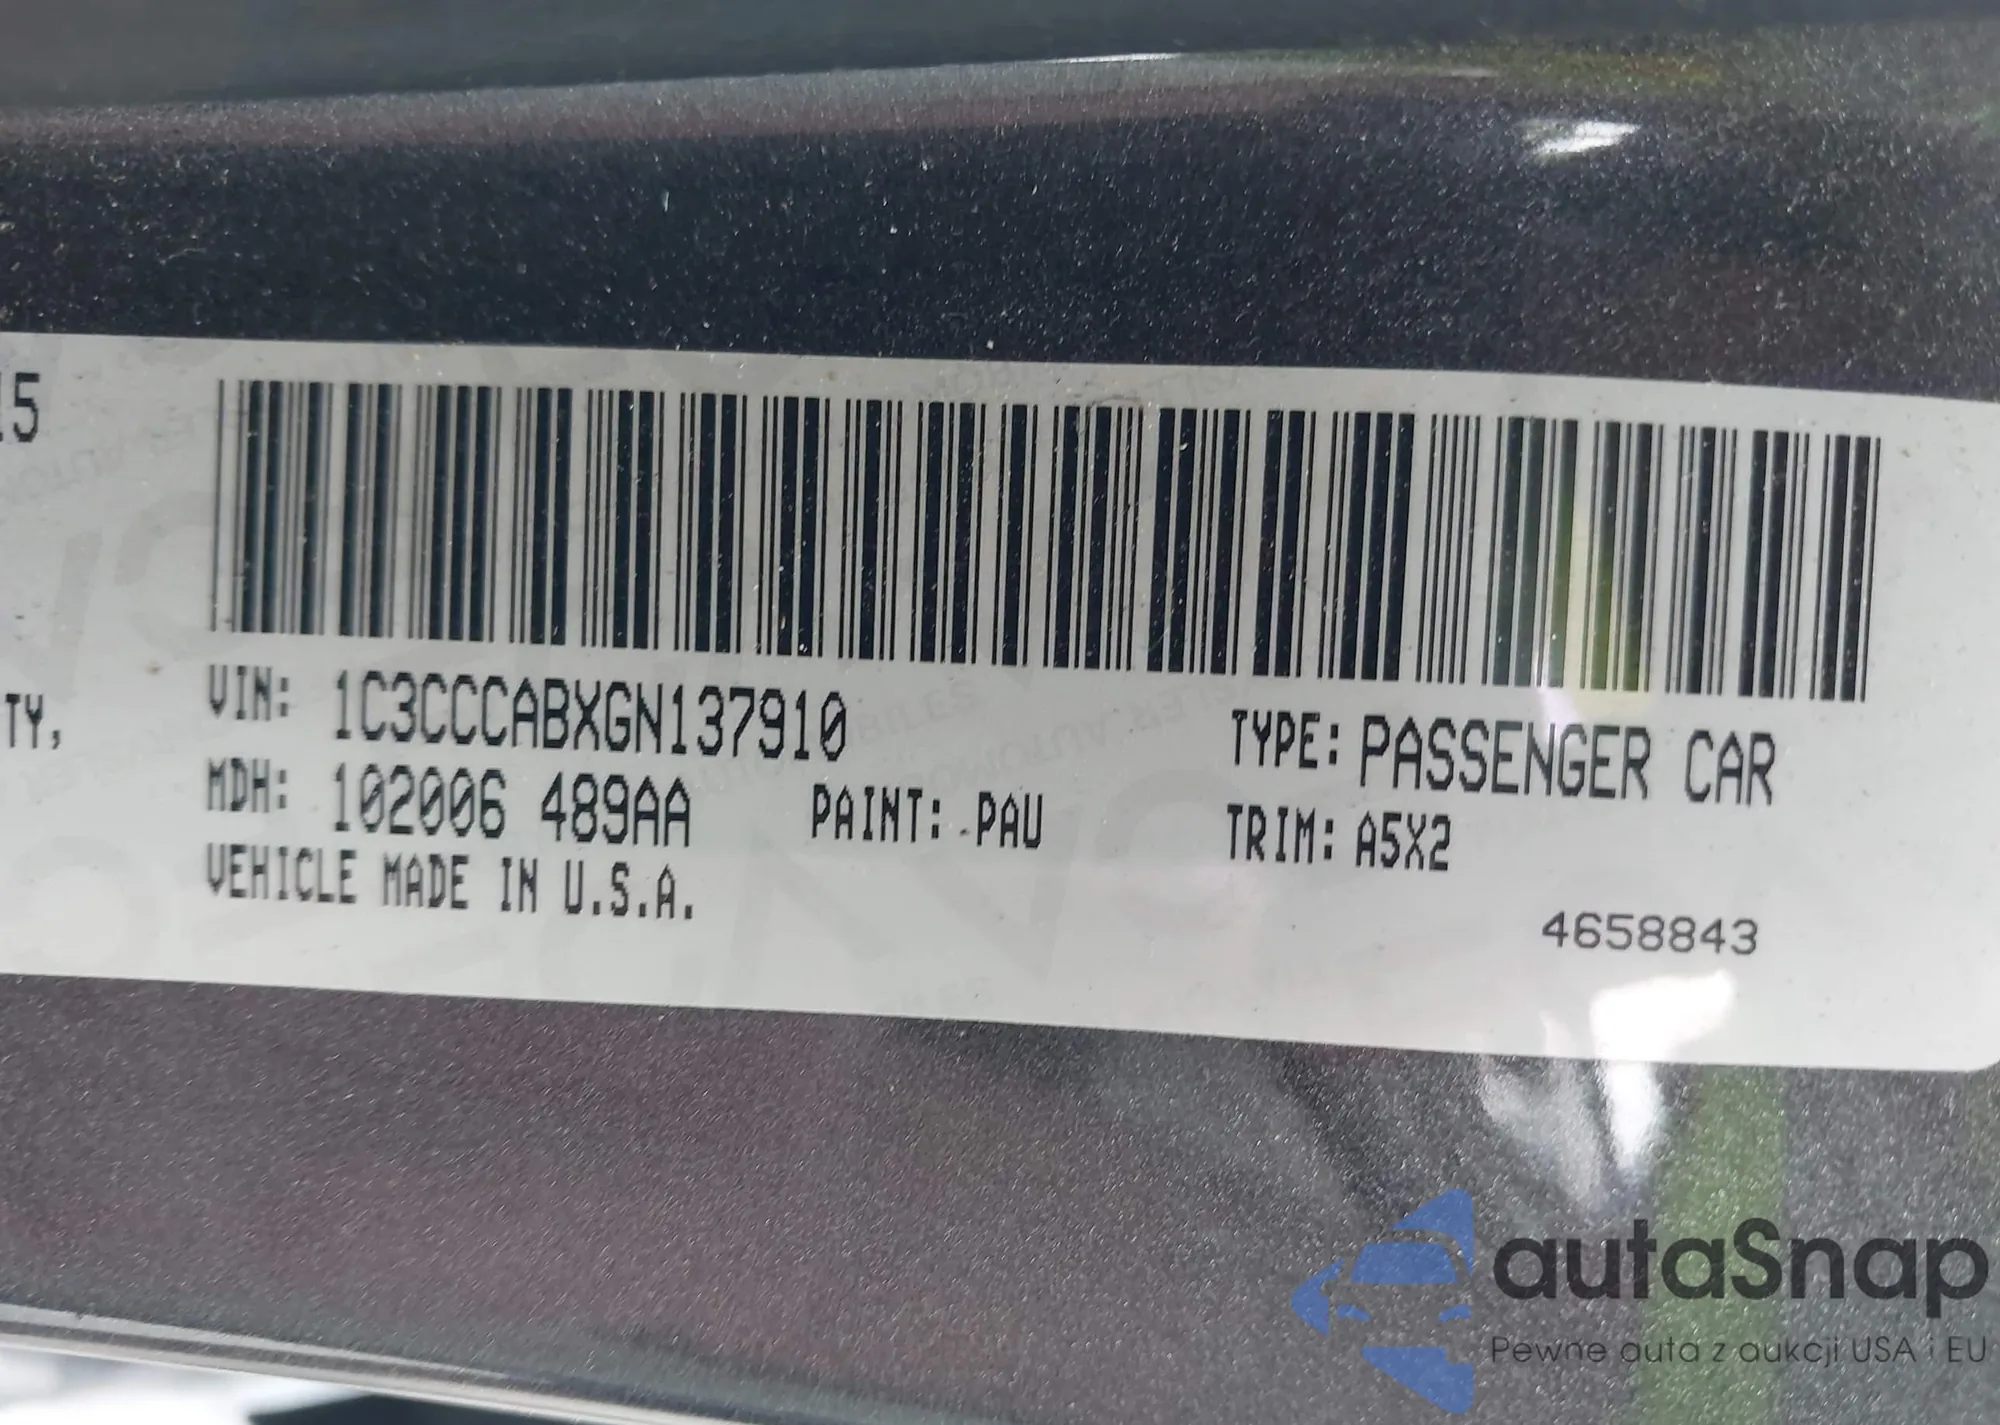 15
TY,
VIN: 1C3CCCABXGN137910
TYPE: PASSENGER CAR
MDH: 102006 489AA
PAINT: PAU
TRIM: A5X2
VEHICLE MADE IN U.S.A.
4658843
autaSnap
Pewne auta z aukcji USA i EU